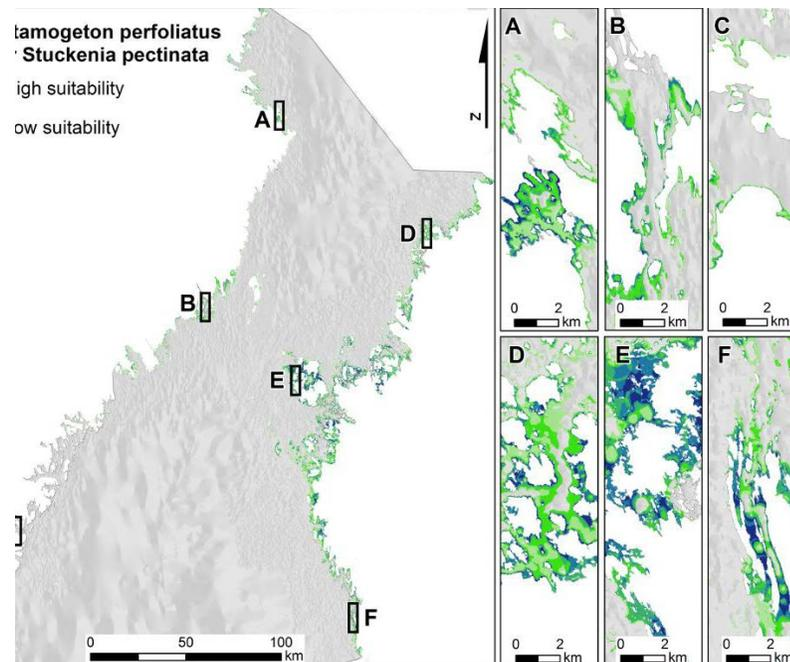 tamogeton perfoliatus
Stuckenia pectinata
igh suitability
ow suitability
A
B
D
E
F
N
0 50 100
km
A
0 2
km
B
0 2
km
C
0 2
km
D
0 2
km
E
0 2
km
F
0 2
km